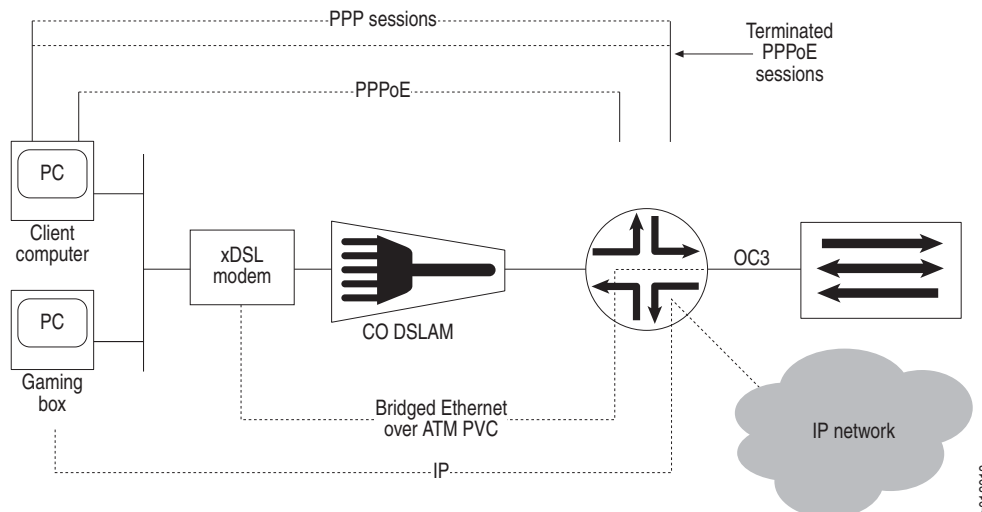 PPP sessions
Terminated
PPPoE
sessions
PPPoE
PC
Client
computer
xDSL
modem
CO DSLAM
OC3
PC
Gaming
box
Bridged Ethernet
over ATM PVC
IP
IP network